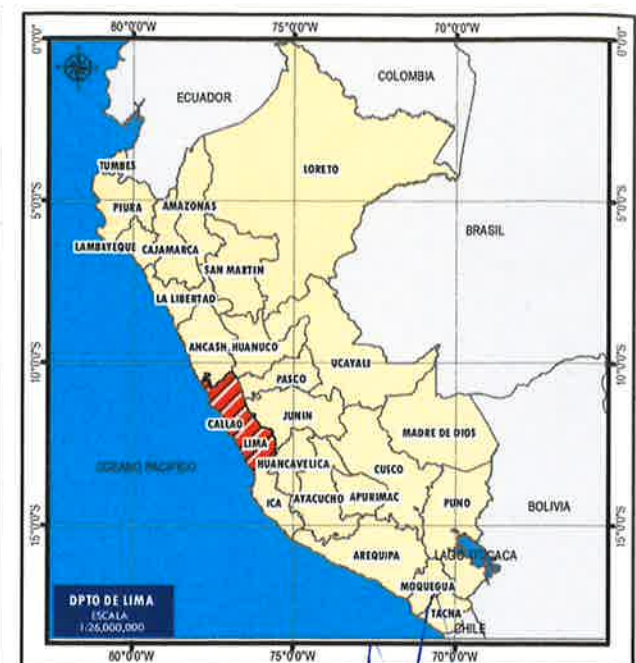 80°0'0"W 75°0'0"W 70°0'0"W
0°0'0" 0°0'0"
COLOMBIA
ECUADOR
LORETO
TUMBES
5°0'0"S 5°0'0"S
PIURA AMAZONAS
BRASIL
LAMBAYEQUE CAJAMARCA
SAN MARTIN
LA LIBERTAD
ANCASH HUANUCO
UCAYALI
10°0'0"S 10°0'0"S
PASCO
JUNIN
CALLAO
MADRE DE DIOS
LIMA
OCEANO PACIFICO
HUANCAVELICA
CUSCO
ICA AYACUCHO APURIMAC PUNO
BOLIVIA
15°0'0"S 15°0'0"S
AREQUIPA
LAGO TITICACA
MOQUEGUA
DPTO DE LIMA
ESCALA
1:26,000,000
TACNA
CHILE
80°0'0"W 75°0'0"W 70°0'0"W